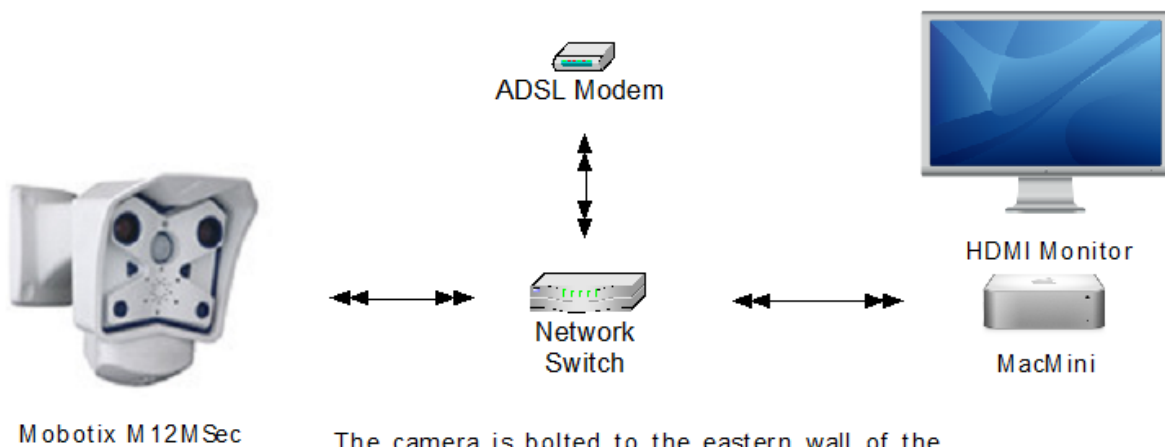 ADSL Modem
HDMI Monitor
Network
Switch
MacMini
Mobotix M12MSec
The camera is bolted to the eastern wall of the